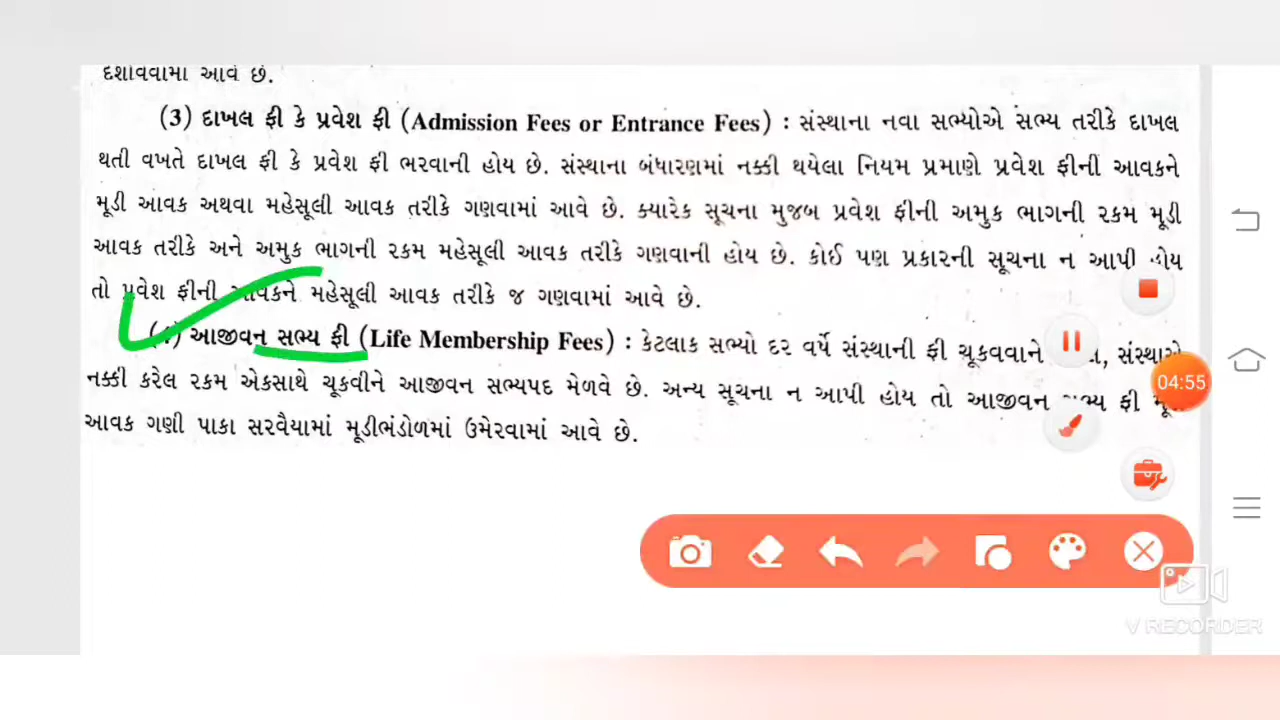 દર્શાવવામાં આવે છે.
(3) દાખલ ફી કે પ્રવેશ ફી (Admission Fees or Entrance Fees) : સંસ્થાના નવા સભ્યોએ સભ્ય તરીકે દાખલ
થતી વખતે દાખલ ફી કે પ્રવેશ ફી ભરવાની હોય છે. સંસ્થાના બંધારણમાં નક્કી થયેલા નિયમ પ્રમાણે પ્રવેશ ફીની આવકને
મૂડી આવક અથવા મહેસૂલી આવક તરીકે ગણવામાં આવે છે. ક્યારેક સૂચના મુજબ પ્રવેશ ફીની અમુક ભાગની રકમ મૂડી
આવક તરીકે અને અમુક ભાગની રકમ મહેસૂલી આવક તરીકે ગણવાની હોય છે. કોઈ પણ પ્રકારની સૂચના ન આપી હોય
તો પ્રવેશ ફીની આવકને મહેસૂલી આવક તરીકે જ ગણવામાં આવે છે.
(4) આજીવન સભ્ય ફી (Life Membership Fees) : કેટલાક સભ્યો દર વર્ષે સંસ્થાની ફી ચૂકવવાને સંસ્થાએ
નક્કી કરેલ રકમ એકસાથે ચૂકવીને આજીવન સભ્યપદ મેળવે છે. અન્ય સૂચના ન આપી હોય તો આજીવન સભ્ય ફી મૂડી
આવક ગણી પાકા સરવૈયામાં મૂડીભંડોળમાં ઉમેરવામાં આવે છે.
04:55
V RECORDER